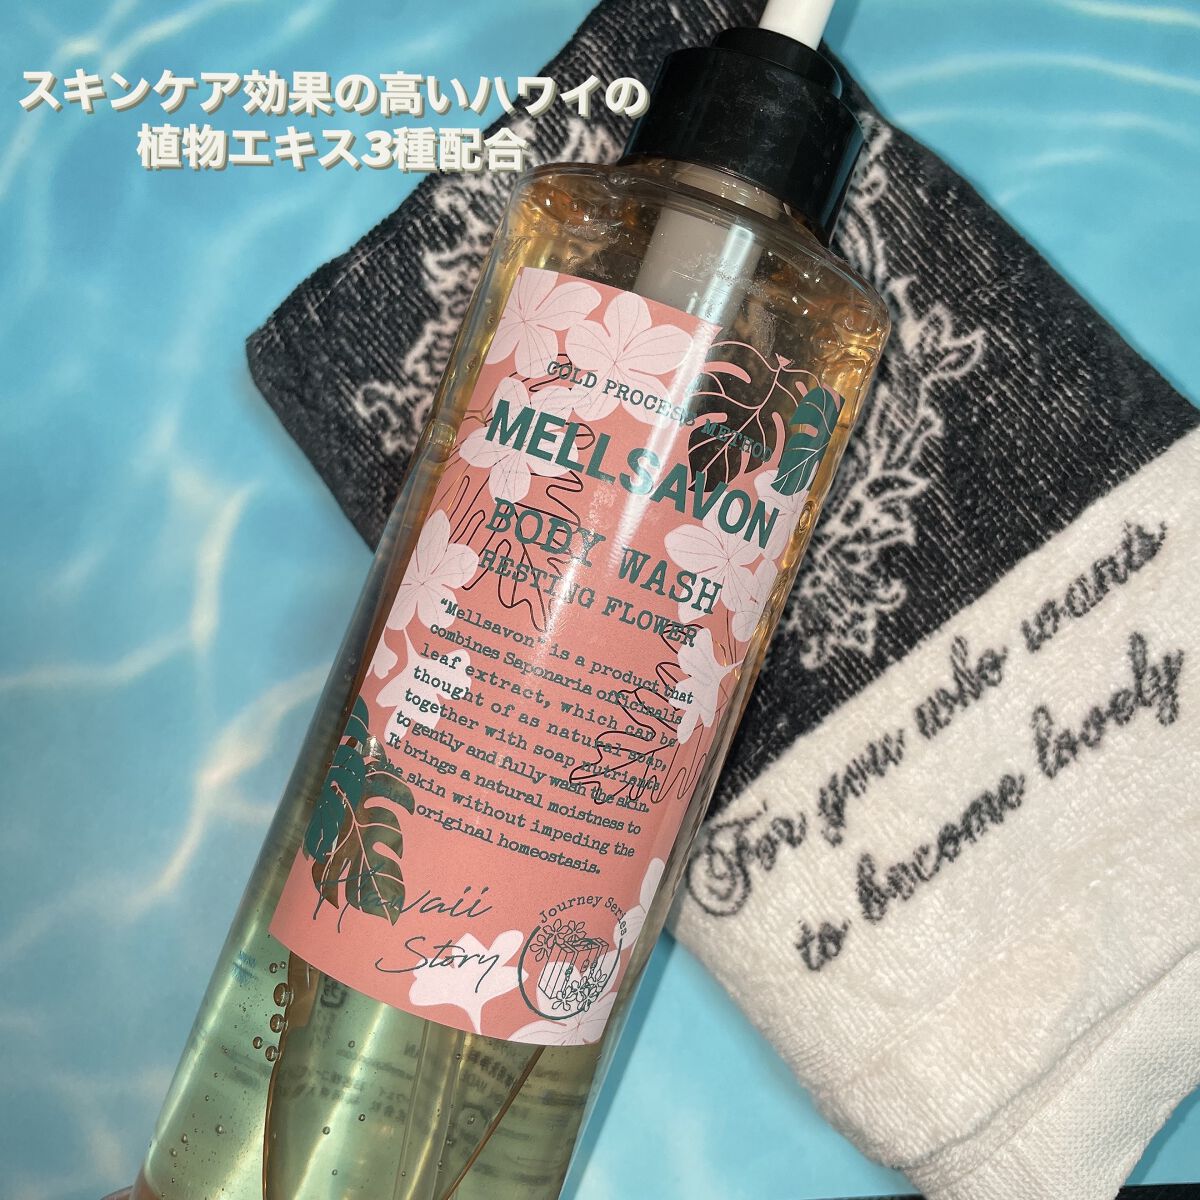 スキンケア効果の高いハワイの
植物エキス3種配合
COLD PROCESS METHOD
MELLSAVON
BODY WASH
RESTING FLOWER
"Mellsavon" is a product that
combines Saponaria officinalis
leaf extract, which can be
thought of as natural soap,
together with soap nutrients
to gently and fully wash the skin.
It brings a natural moistness to
the skin without impeding the
original homeostasis.
Hawaii
Story
Journey Series
For you who wants
to become lovely